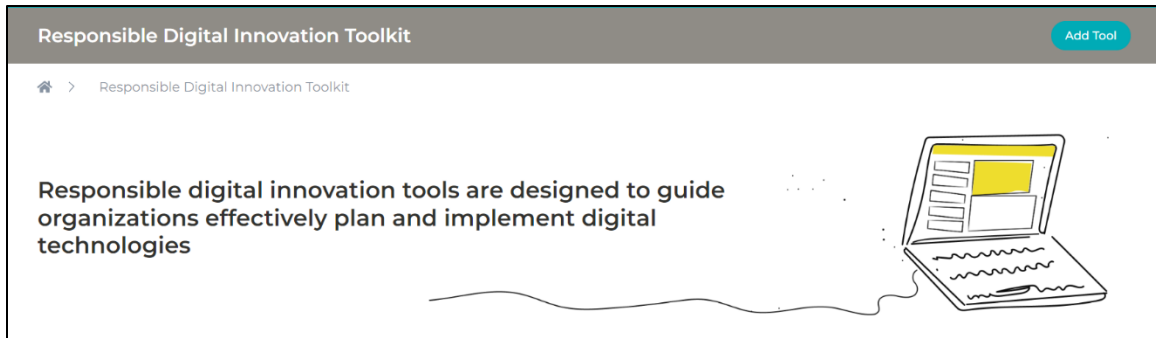 Responsible Digital Innovation Toolkit
Add Tool
Responsible Digital Innovation Toolkit
Responsible digital innovation tools are designed to guide
organizations effectively plan and implement digital
technologies